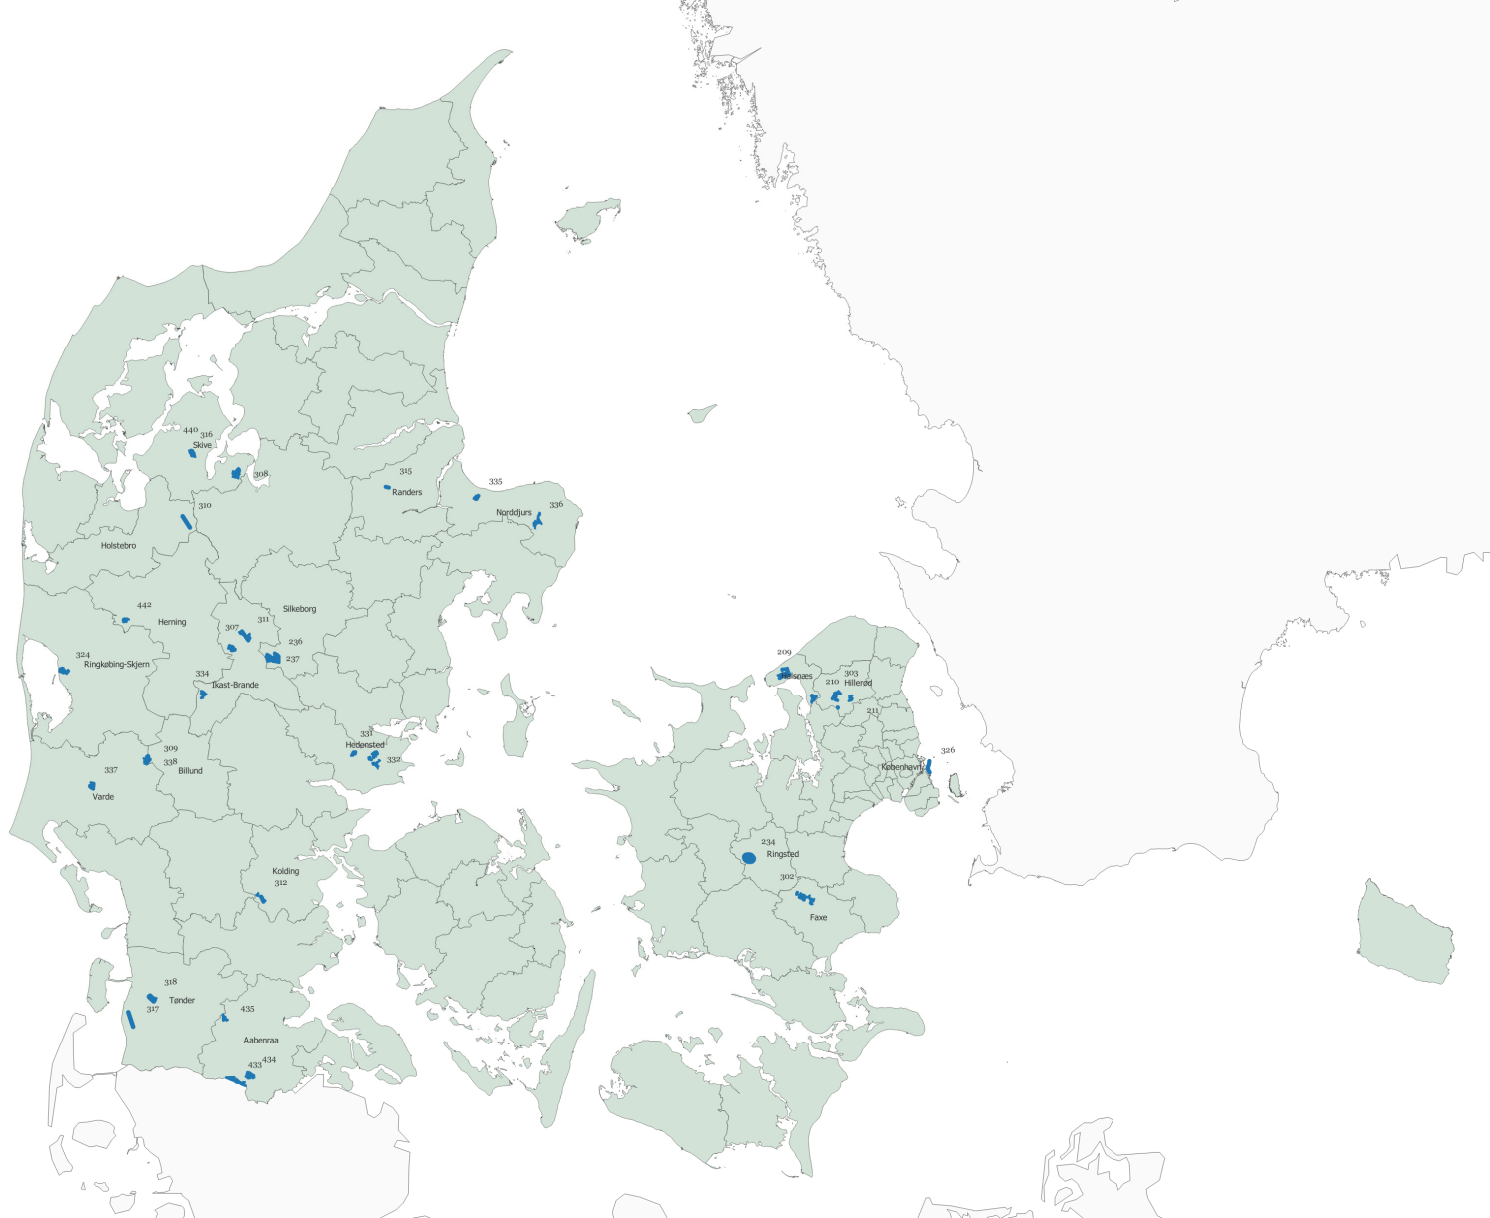 440
316
Skive
308
315
Randers
335
336
Norddjurs
310
Holstebro
442
Herning
Silkeborg
307
311
236
237
324
Ringkøbing-Skjern
334
Ikast-Brande
209
Halsnæs
303
210
Hillerød
211
331
Hedensted
332
309
338
Billund
337
Varde
326
København
234
Ringsted
302
Faxe
Kolding
312
318
Tønder
317
435
Aabenraa
434
433